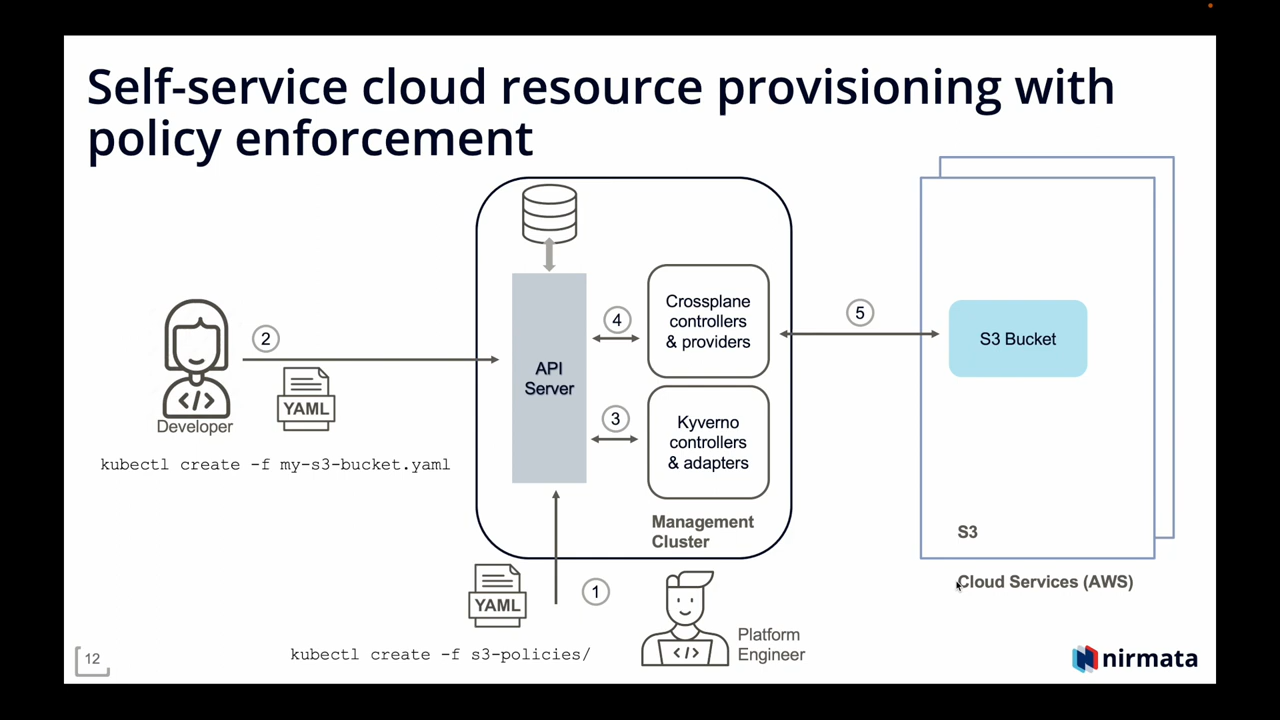 Self-service cloud resource provisioning with
policy enforcement
2
YAML
Developer
kubectl create -f my-s3-bucket.yaml
API
Server
4
Crossplane
controllers
& providers
3
Kyverno
controllers
& adapters
Management
Cluster
5
S3 Bucket
S3
Cloud Services (AWS)
YAML
1
kubectl create -f s3-policies/
</>
Platform
Engineer
</>
12
nirmata